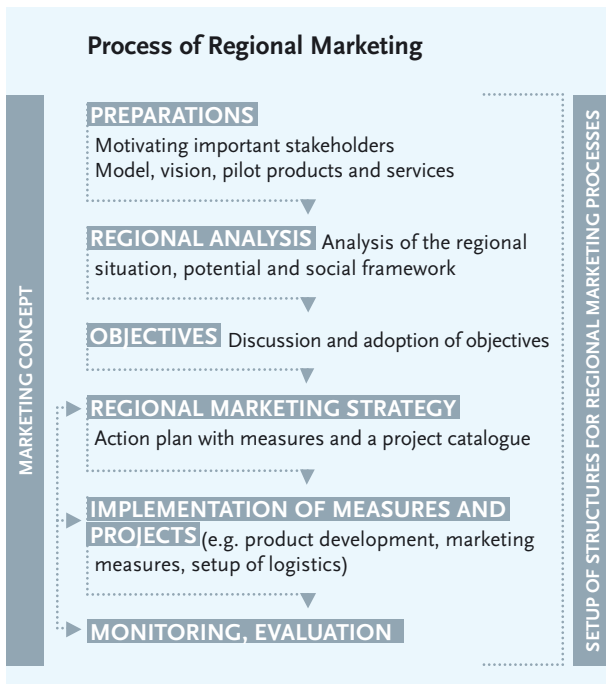 Process of Regional Marketing
MARKETING CONCEPT
PREPARATIONS
Motivating important stakeholders
Model, vision, pilot products and services
REGIONAL ANALYSIS Analysis of the regional
situation, potential and social framework
OBJECTIVES Discussion and adoption of objectives
REGIONAL MARKETING STRATEGY
Action plan with measures and a project catalogue
IMPLEMENTATION OF MEASURES AND
PROJECTS (e.g. product development, marketing
measures, setup of logistics)
MONITORING, EVALUATION
SETUP OF STRUCTURES FOR REGIONAL MARKETING PROCESSES